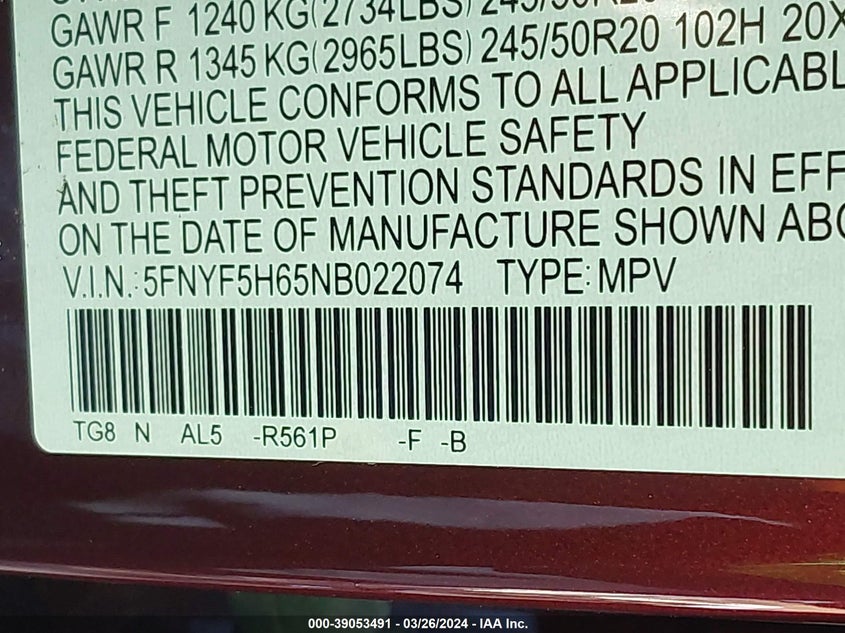 GAWR F 1240 KG(2734LBS)
GAWR R 1345 KG(2965LBS) 245/50R20 102H 20X
THIS VEHICLE CONFORMS TO ALL APPLICABL
FEDERAL MOTOR VEHICLE SAFETY
AND THEFT PREVENTION STANDARDS IN EFF
ON THE DATE OF MANUFACTURE SHOWN ABO
V.I.N.:5FNYF5H65NB022074 TYPE:MPV
TG8 N AL5 -R561P -F -B
000-39053491 - 03/26/2024 - IAA Inc.